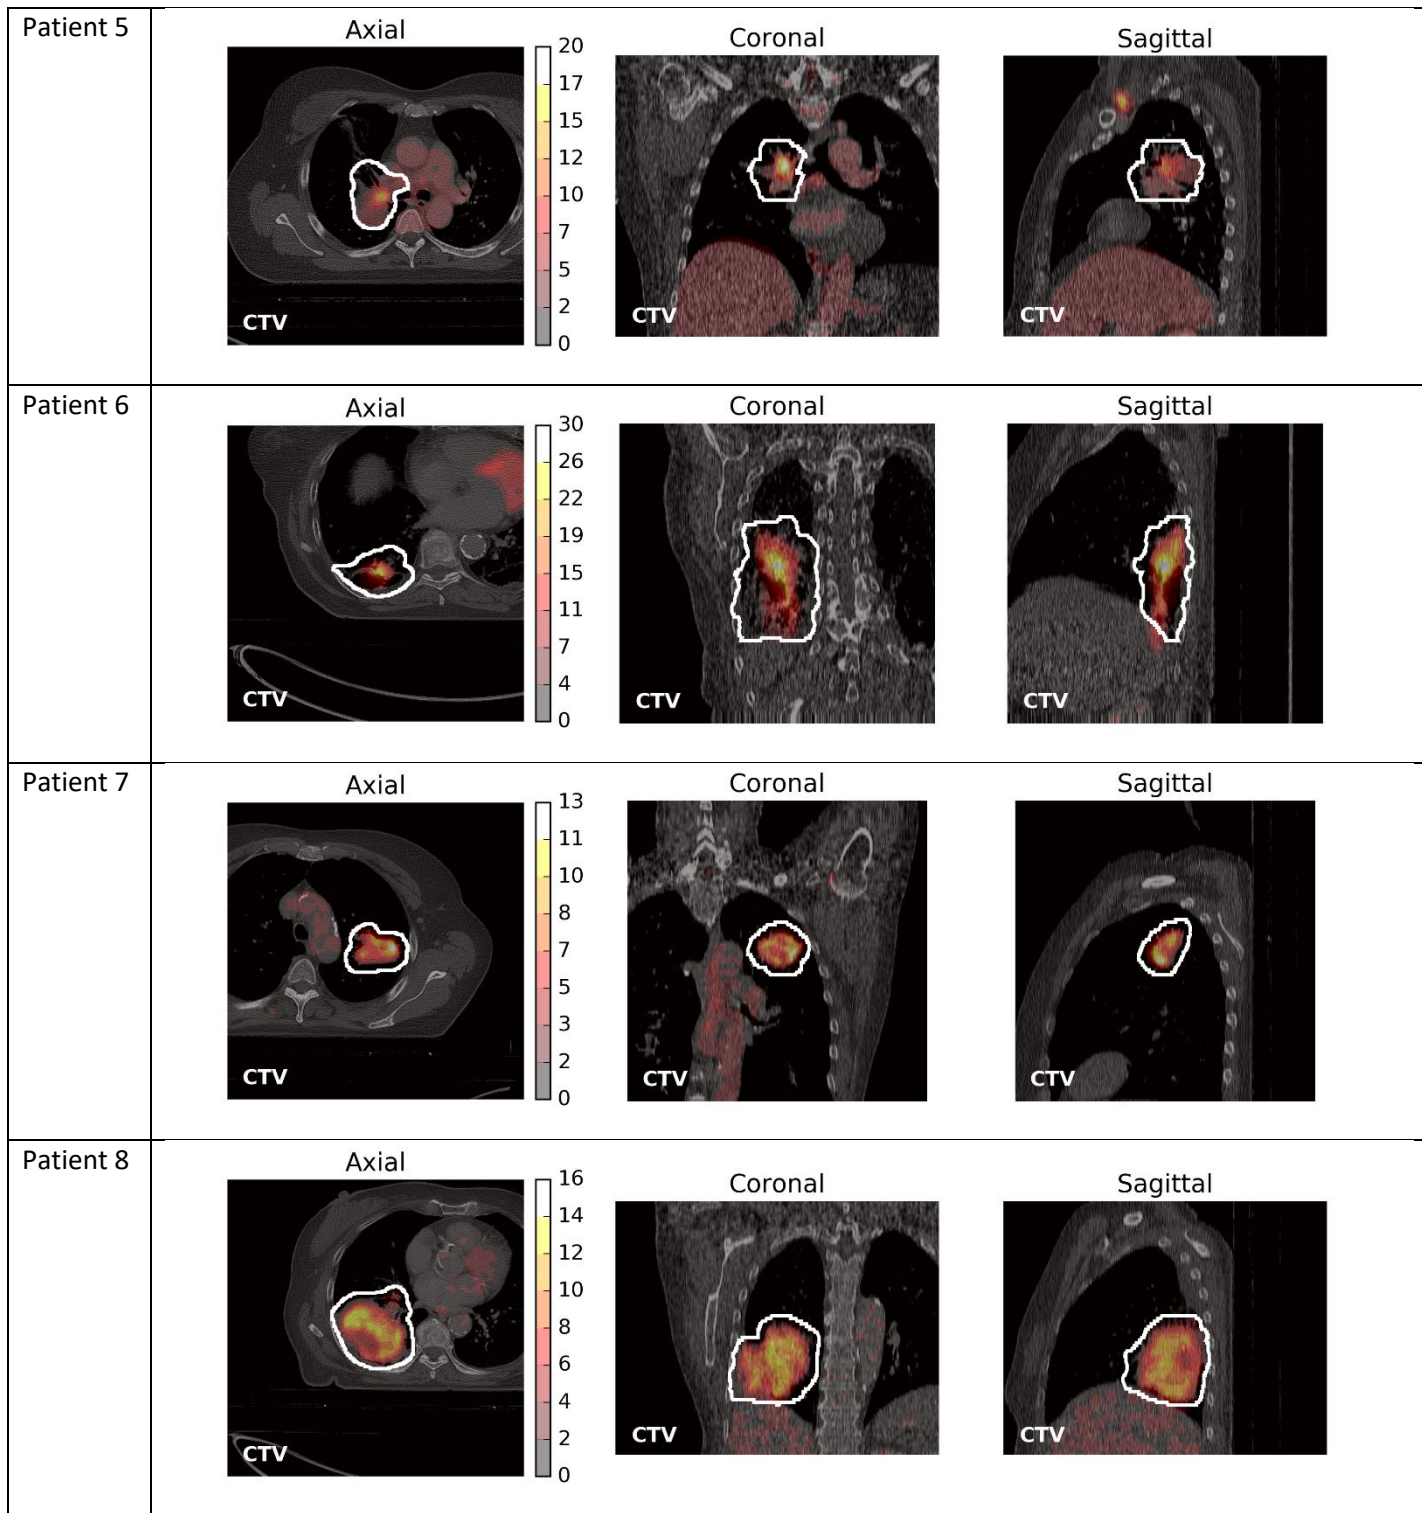 Patient 5
Axial
Coronal
Sagittal
20
17
15
12
10
7
5
2
0
CTV
CTV
CTV
Patient 6
Axial
Coronal
Sagittal
30
26
22
19
15
11
7
4
0
CTV
CTV
CTV
Patient 7
Axial
Coronal
Sagittal
13
11
10
8
7
5
3
2
0
CTV
CTV
CTV
Patient 8
Axial
Coronal
Sagittal
16
14
12
10
8
6
4
2
0
CTV
CTV
CTV